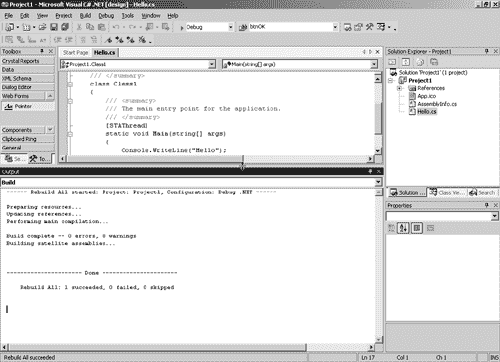 Project1 - Microsoft Visual C# .NET [design] - Hello.cs
File Edit View Project Build Debug Tools Window Help
Debug
btnOK
Toolbox
Crystal Reports
Data
XML Schema
Dialog Editor
Web Forms
Pointer
Components
Clipboard Ring
General
Se...
To...
Start Page Hello.cs
Project1.Class1
Main(string[] args)
/// </summary>
class Class1
{
/// <summary>
/// The main entry point for the application.
/// </summary>
[STAThread]
static void Main(string[] args)
{
Console.WriteLine("Hello");
Solution Explorer - Project1
Solution 'Project1' (1 project)
Project1
References
App.ico
AssemblyInfo.cs
Hello.cs
Solution ...
Class View
Search
Properties
Output
Build
------ Rebuild All started: Project: Project1, Configuration: Debug .NET ------
Preparing resources...
Updating references...
Performing main compilation...
Build complete -- 0 errors, 0 warnings
Building satellite assemblies...
---------------------- Done ----------------------
Rebuild All: 1 succeeded, 0 failed, 0 skipped
Rebuild All succeeded
Ln 17
Col 1
Ch 1
INS